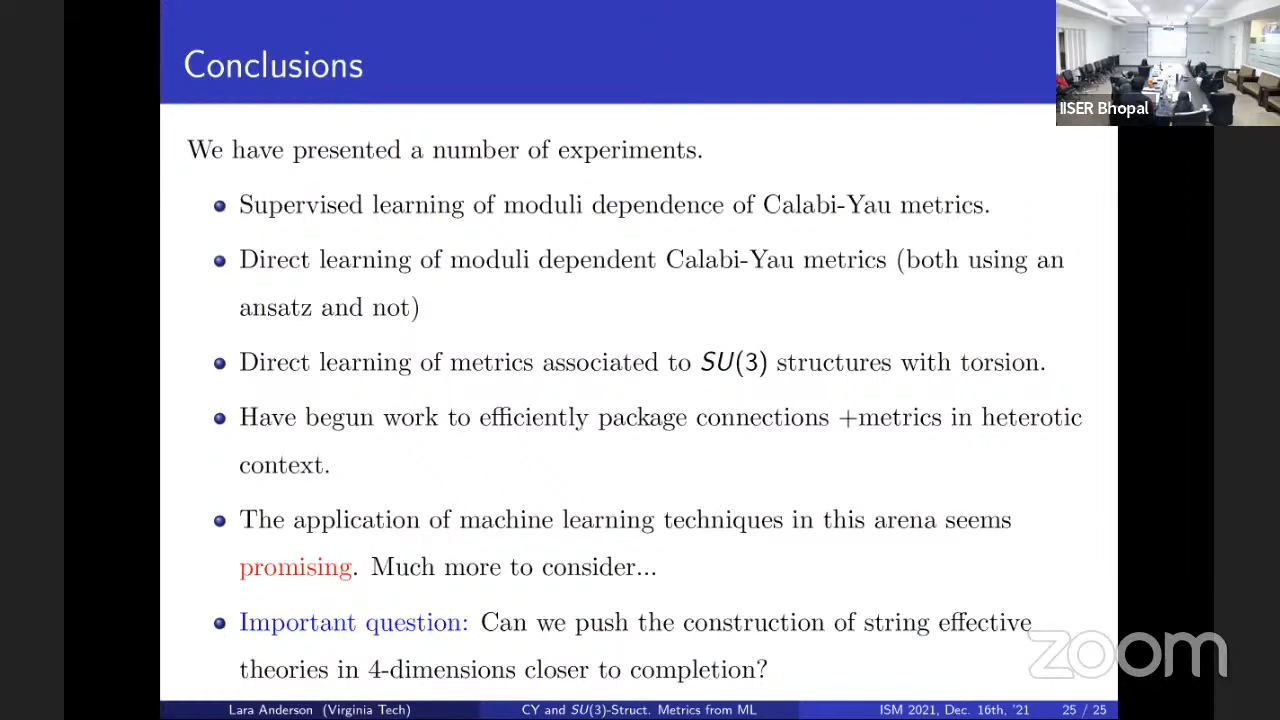 Conclusions
IISER Bhopal
We have presented a number of experiments.
Supervised learning of moduli dependence of Calabi-Yau metrics.
Direct learning of moduli dependent Calabi-Yau metrics (both using an
ansatz and not)
Direct learning of metrics associated to SU(3) structures with torsion.
Have begun work to efficiently package connections +metrics in heterotic
context.
The application of machine learning techniques in this arena seems
promising. Much more to consider...
Important question: Can we push the construction of string effective
theories in 4-dimensions closer to completion?
zoom
Lara Anderson (Virginia Tech) CY and SU(3)-Struct. Metrics from ML ISM 2021, Dec. 16th, '21 25 / 25